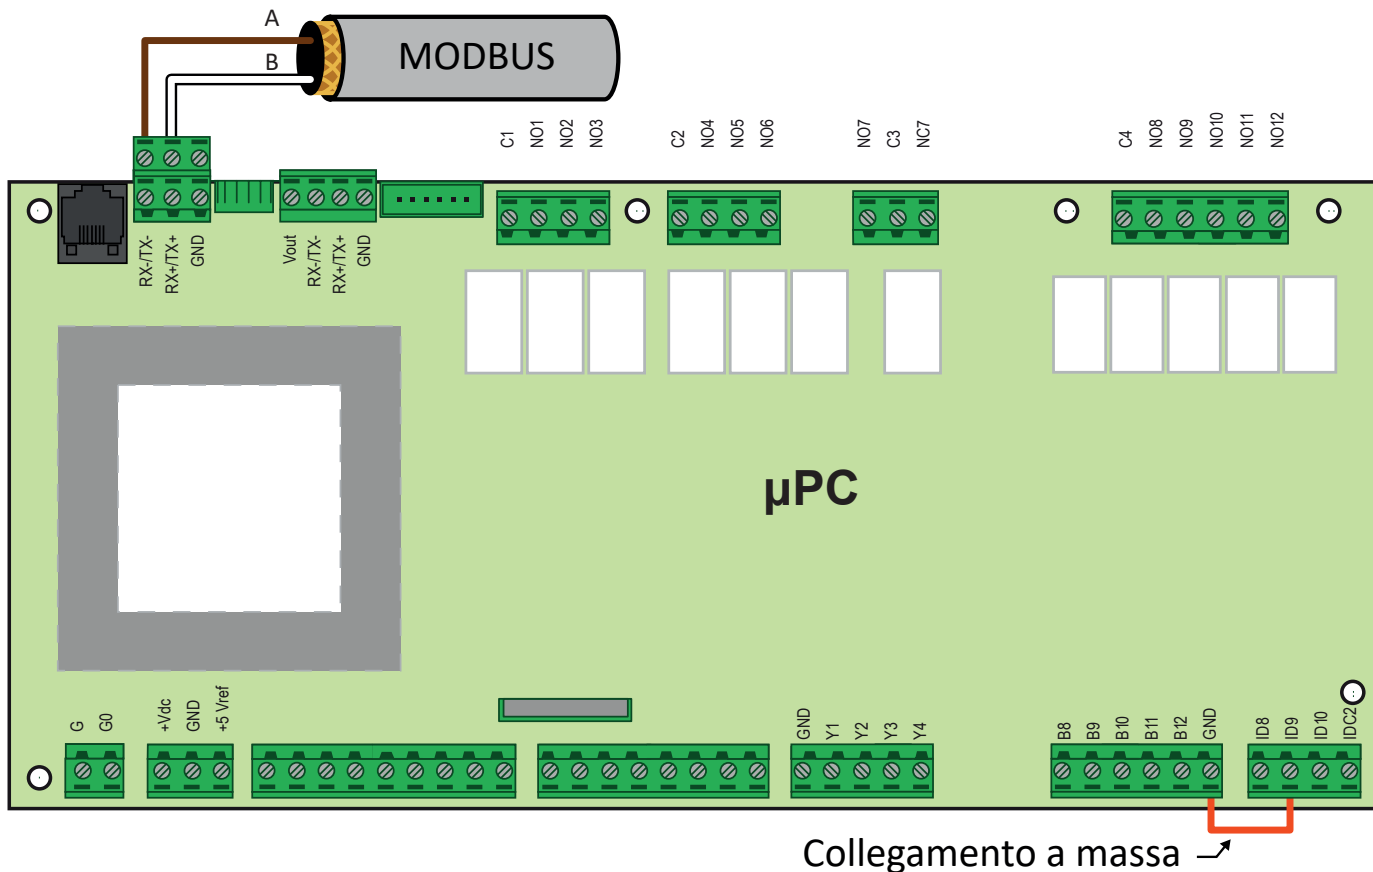 A
B
MODBUS
C1 NO1 NO2 NO3
C2 NO4 NO5 NO6
NO7 C3 NC7
C4 NO8 NO9 NO10 NO11 NO12
RX-/TX- RX+/TX+ GND
Vout RX-/TX- RX+/TX+ GND
µPC
G G0
+Vdc GND +5 Vref
GND Y1 Y2 Y3 Y4
B8 B9 B10 B11 B12 GND
ID8 ID9 ID10 IDC2
Collegamento a massa